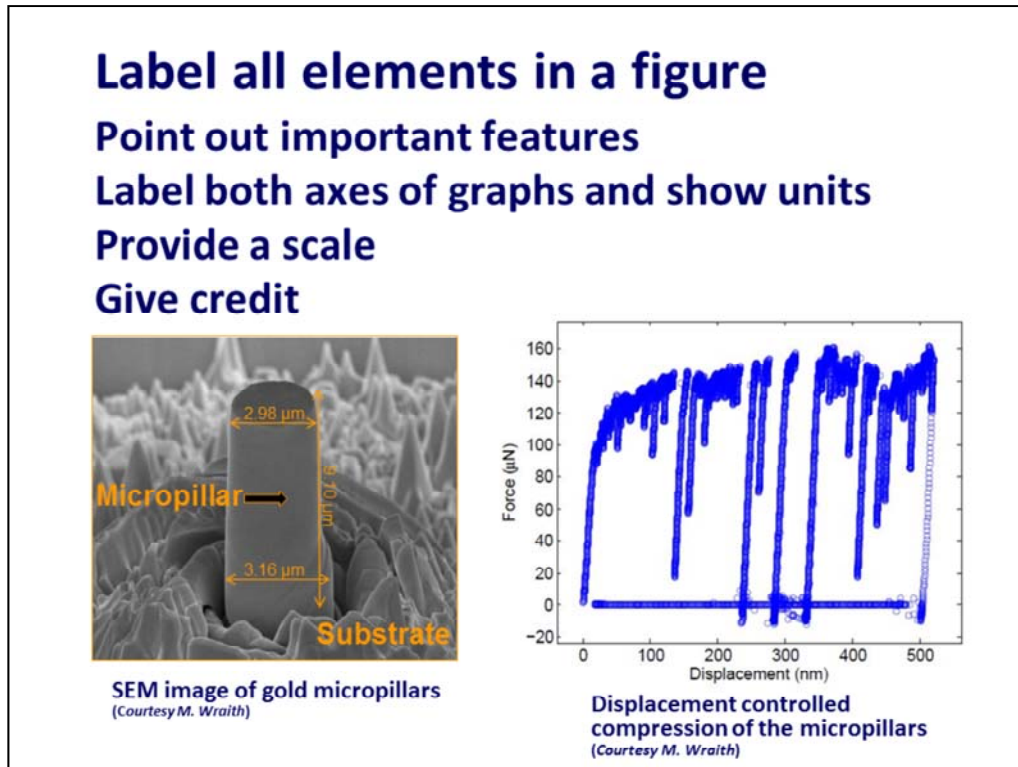 Label all elements in a figure
Point out important features
Label both axes of graphs and show units
Provide a scale
Give credit
2.98 µm
9.10 µm
Micropillar
3.16 µm
Substrate
SEM image of gold micropillars
(Courtesy M. Wraith)
160
140
120
100
80
60
40
20
0
−20
Force (µN)
0 100 200 300 400 500
Displacement (nm)
Displacement controlled
compression of the micropillars
(Courtesy M. Wraith)